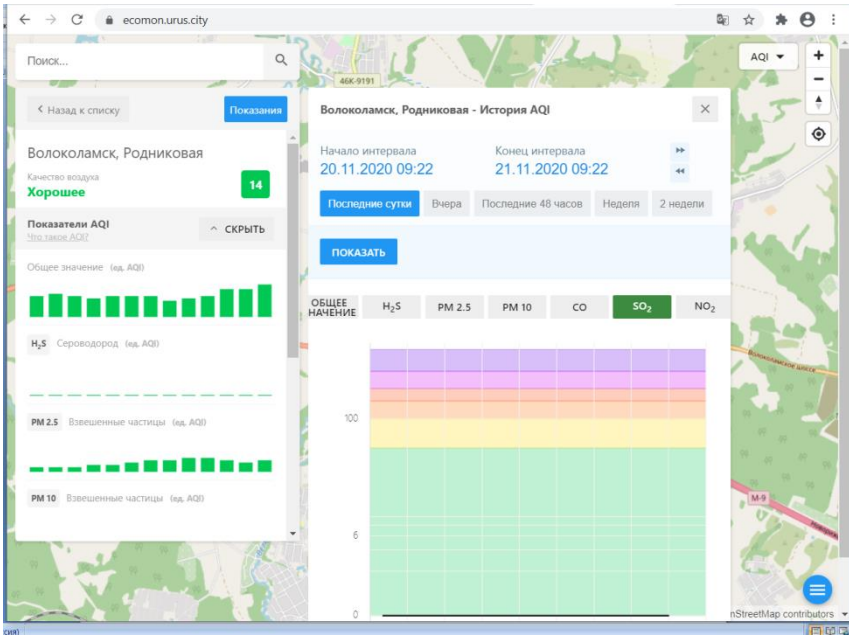 ecomon.urus.city
Поиск...
AQI
46К-9191
Назад к списку
Показания
Волоколамск, Родниковая
Качество воздуха
Хорошее
14
Показатели AQI
Что такое AQI?
СКРЫТЬ
Общее значение (ед. AQI)
H₂S Сероводород (ед. AQI)
PM 2.5 Взвешенные частицы (ед. AQI)
PM 10 Взвешенные частицы (ед. AQI)
Волоколамск, Родниковая - История AQI
Начало интервала
20.11.2020 09:22
Конец интервала
21.11.2020 09:22
Последние сутки
Вчера
Последние 48 часов
Неделя
2 недели
ПОКАЗАТЬ
ОБЩЕЕ
НАЧЕНИЕ
H₂S
PM 2.5
PM 10
CO
SO₂
NO₂
100
6
0
Волоколамское шоссе
М-9
nStreetMap contributors
сия)